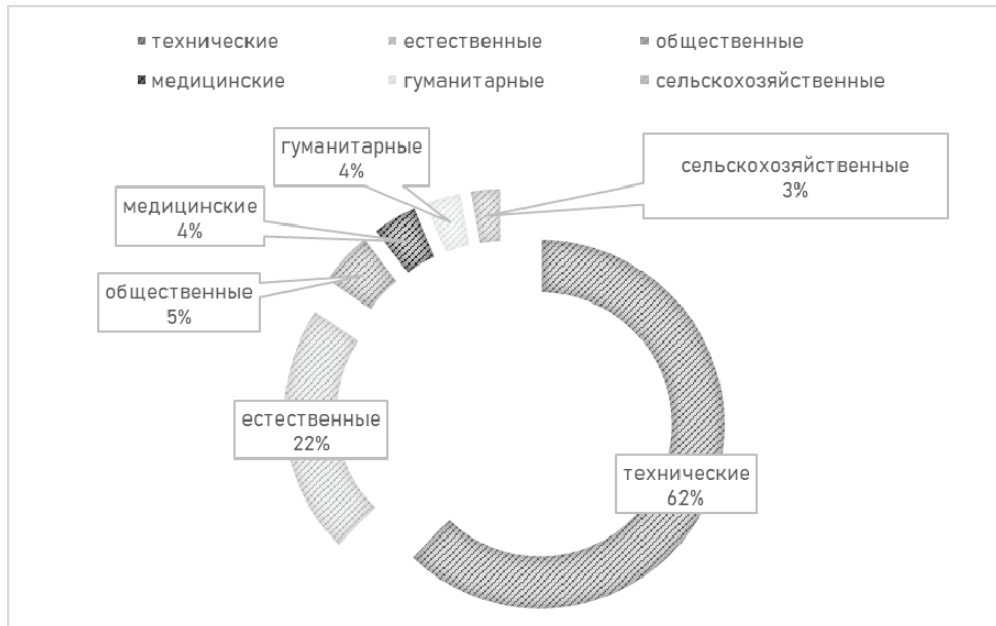 технические
естественные
общественные
медицинские
гуманитарные
сельскохозяйственные
гуманитарные
4%
сельскохозяйственные
3%
медицинские
4%
общественные
5%
естественные
22%
технические
62%